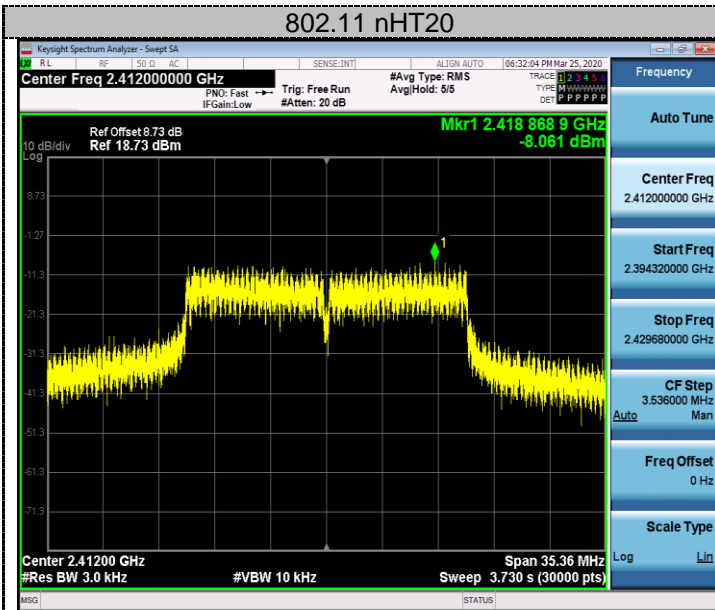 802.11 nHT20
Keysight Spectrum Analyzer - Swept SA
RL RF 50 Ω AC SENSE:INT ALIGN AUTO 06:32:04 PM Mar 25, 2020
Center Freq 2.412000000 GHz
PNO: Fast
IFGain:Low
Trig: Free Run
#Atten: 20 dB
#Avg Type: RMS
Avg|Hold: 5/5
TRACE 1 2 3 4 5 6
TYPE M WWWWW
DET P P P P P P
Ref Offset 8.73 dB
10 dB/div Ref 18.73 dBm
Log
Mkr1 2.418 868 9 GHz
-8.061 dBm
8.73
-1.27
-11.3
-21.3
-31.3
-41.3
-51.3
-61.3
-71.3
1
Center 2.41200 GHz Span 35.36 MHz
#Res BW 3.0 kHz #VBW 10 kHz Sweep 3.730 s (30000 pts)
MSG STATUS
Frequency
Auto Tune
Center Freq
2.412000000 GHz
Start Freq
2.394320000 GHz
Stop Freq
2.429680000 GHz
CF Step
3.536000 MHz
Auto Man
Freq Offset
0 Hz
Scale Type
Log Lin